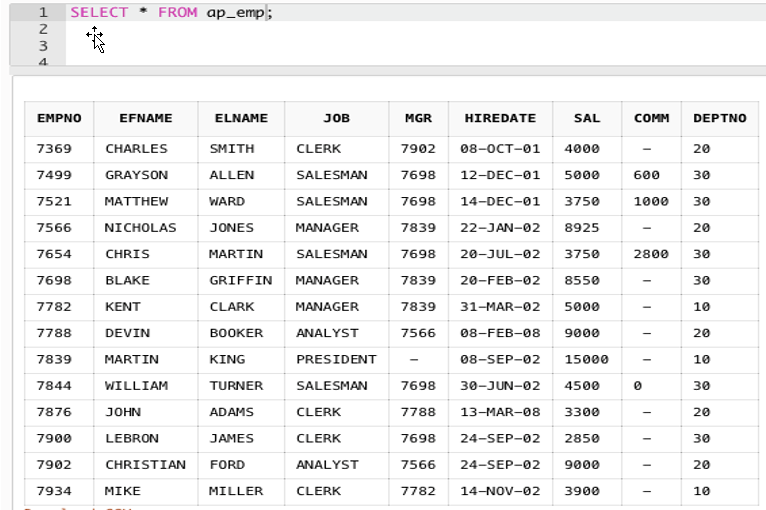 1 SELECT * FROM ap_emp;
2
3
4
EMPNO EFNAME ELNAME JOB MGR HIREDATE SAL COMM DEPTNO
7369 CHARLES SMITH CLERK 7902 08-OCT-01 4000 - 20
7499 GRAYSON ALLEN SALESMAN 7698 12-DEC-01 5000 600 30
7521 MATTHEW WARD SALESMAN 7698 14-DEC-01 3750 1000 30
7566 NICHOLAS JONES MANAGER 7839 22-JAN-02 8925 - 20
7654 CHRIS MARTIN SALESMAN 7698 20-JUL-02 3750 2800 30
7698 BLAKE GRIFFIN MANAGER 7839 20-FEB-02 8550 - 30
7782 KENT CLARK MANAGER 7839 31-MAR-02 5000 - 10
7788 DEVIN BOOKER ANALYST 7566 08-FEB-08 9000 - 20
7839 MARTIN KING PRESIDENT - 08-SEP-02 15000 - 10
7844 WILLIAM TURNER SALESMAN 7698 30-JUN-02 4500 0 30
7876 JOHN ADAMS CLERK 7788 13-MAR-08 3300 - 20
7900 LEBRON JAMES CLERK 7698 24-SEP-02 2850 - 30
7902 CHRISTIAN FORD ANALYST 7566 24-SEP-02 9000 - 20
7934 MIKE MILLER CLERK 7782 14-NOV-02 3900 - 10